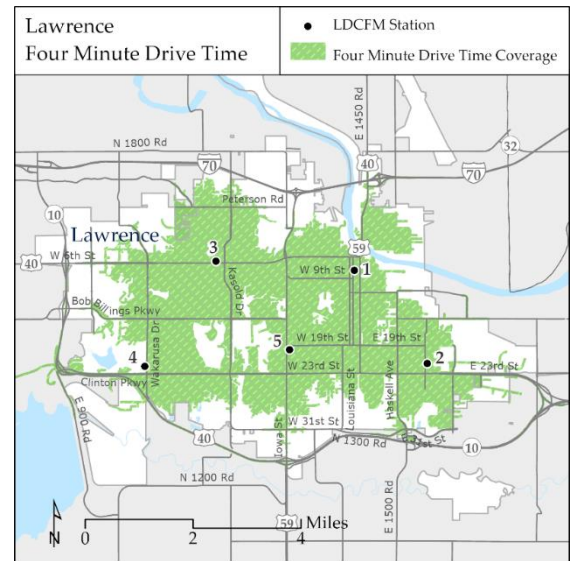 Lawrence
Four Minute Drive Time
LDCFM Station
Four Minute Drive Time Coverage
E 1450 Rd
N 1800 Rd
70
40
32
70
10
Peterson Rd
Lawrence
3
59
W 6th St
40
W 9th St
1
Kasold Dr
Bob Billings Pkwy
Wakarusa Dr
5
W 19th St
E 19th St
4
W 23rd St
2
E 23rd St
Clinton Pkwy
Louisiana St
Haskell Ave
E 900 Rd
Iowa St
W 31st St
E 31st St
40
N 1300 Rd
10
N 1200 Rd
E 1500 Rd
N
59
Miles
0
2
4